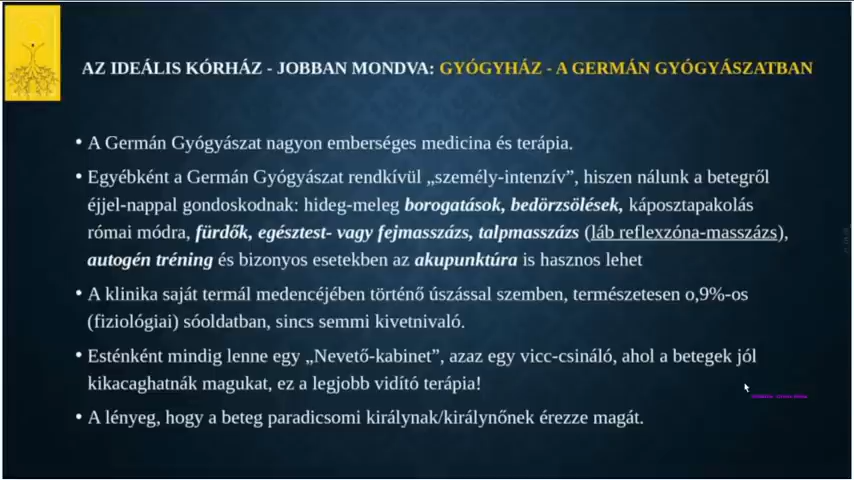 AZ IDEÁLIS KÓRHÁZ - JOBBAN MONDVA: GYÓGYHÁZ - A GERMÁN GYÓGYÁSZATBAN
• A Germán Gyógyászat nagyon emberséges medicina és terápia.
• Egyébként a Germán Gyógyászat rendkívül „személy-intenzív”, hiszen nálunk a betegről
éjjel-nappal gondoskodnak: hideg-meleg borogatások, bedörzsölések, káposztapakolás
római módra, fürdők, egésztest- vagy fejmasszázs, talpmasszázs (láb reflexzóna-masszázs),
autogén tréning és bizonyos esetekben az akupunktúra is hasznos lehet
• A klinika saját termál medencéjében történő úszással szemben, természetesen o,9%-os
(fiziológiai) sóoldatban, sincs semmi kivetnivaló.
• Esténként mindig lenne egy „Nevető-kabinet”, azaz egy vicc-csináló, ahol a betegek jól
kikacaghatnák magukat, ez a legjobb vidító terápia!
• A lényeg, hogy a beteg paradicsomi királynak/királynőnek érezze magát.